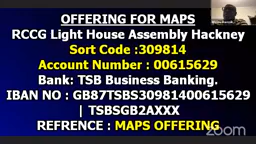 OFFERING FOR MAPS
RCCG Light House Assembly Hackney
Sort Code :309814
Account Number : 00615629
Bank: TSB Business Banking.
IBAN NO : GB87TSBS30981400615629
| TSBSGB2AXXX
REFRENCE : MAPS OFFERING
zoom